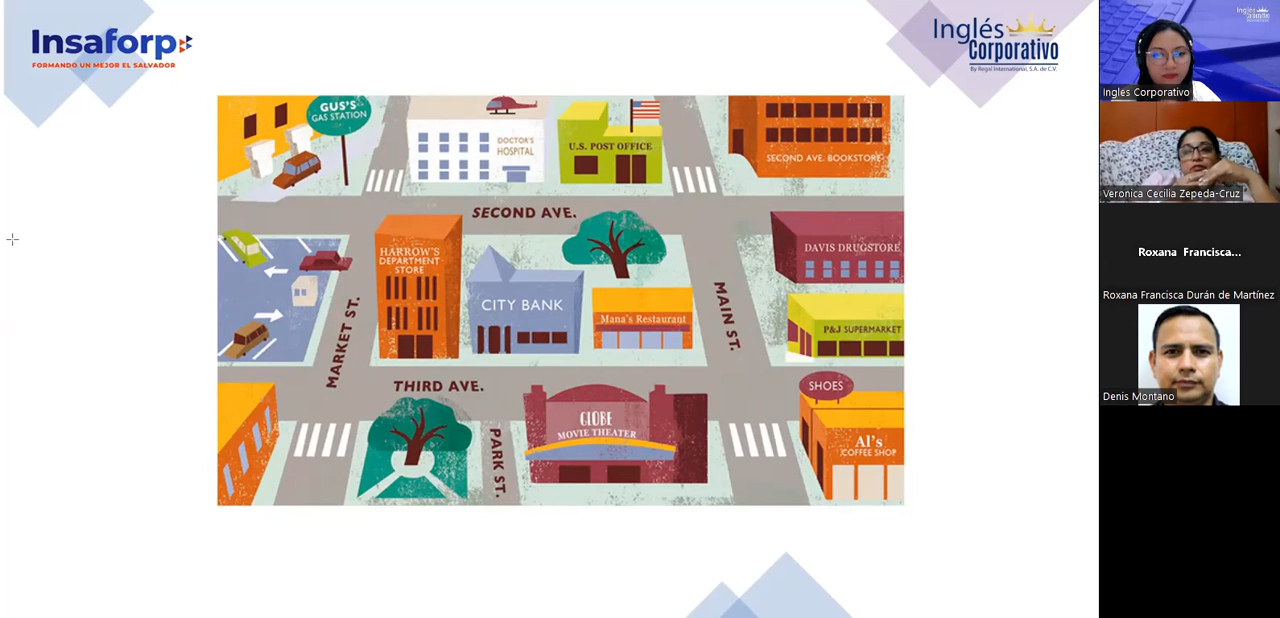 Insaforp
FORMANDO UN MEJOR EL SALVADOR
Inglés
Corporativo
By Regal International, S.A. de C.V.
GUS'S
GAS STATION
DOCTOR'S
HOSPITAL
U.S. POST OFFICE
SECOND AVE. BOOKSTORE
SECOND AVE.
HARROW'S
DEPARTMENT
STORE
CITY BANK
Mana's Restaurant
DAVIS DRUGSTORE
P&J SUPERMARKET
MARKET ST.
MAIN ST.
THIRD AVE.
PARK ST.
GLOBE
MOVIE THEATER
SHOES
Al's
COFFEE SHOP
Ingles Corporativo
Veronica Cecilia Zepeda-Cruz
Roxana Francisca...
Roxana Francisca Durán de Martínez
Denis Montano